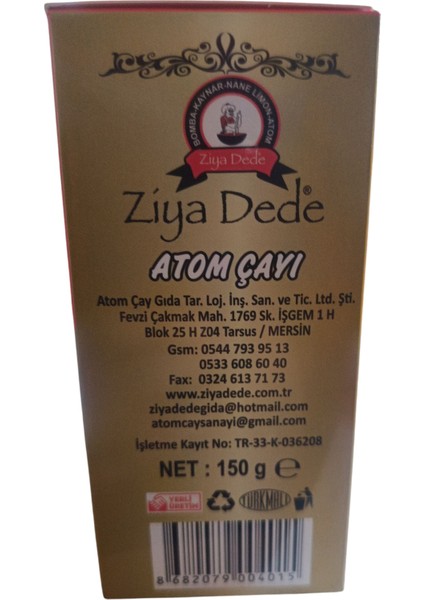 BOMBA-KAYNAR-NANE LIMON-ATOM
Ziya Dede
Ziya Dede®
ATOM ÇAYI
Atom Çay Gıda Tar. Loj. İnş. San. ve Tic. Ltd. Şti.
Fevzi Çakmak Mah. 1769 Sk. İŞGEM 1 H
Blok 25 H Z04 Tarsus / MERSİN
Gsm: 0544 793 95 13
0533 608 60 40
Fax: 0324 613 71 73
www.ziyadede.com.tr
ziyadedegida@hotmail.com
atomcaysanayi@gmail.com
İşletme Kayıt No: TR-33-K-036208
NET : 150 g ℮
YERLİ
ÜRETİM
TÜRKMALI
8 682079 004015